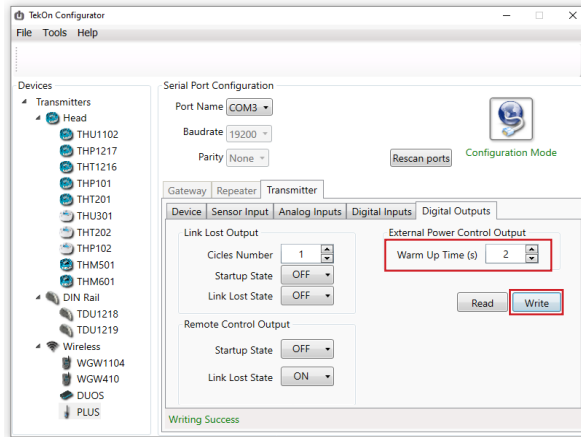 TekOn Configurator
File Tools Help
Devices
Transmitters
Head
THU1102
THP1217
THT1216
THP101
THT201
THU301
THT202
THP102
THM501
THM601
DIN Rail
TDU1218
TDU1219
Wireless
WGW1104
WGW410
DUOS
PLUS
Serial Port Configuration
Port Name COM3
Baudrate 19200
Parity None
Rescan ports
Configuration Mode
Gateway Repeater Transmitter
Device Sensor Input Analog Inputs Digital Inputs Digital Outputs
Link Lost Output
Cicles Number 1
Startup State OFF
Link Lost State OFF
External Power Control Output
Warm Up Time (s) 2
Read Write
Remote Control Output
Startup State OFF
Link Lost State ON
Writing Success